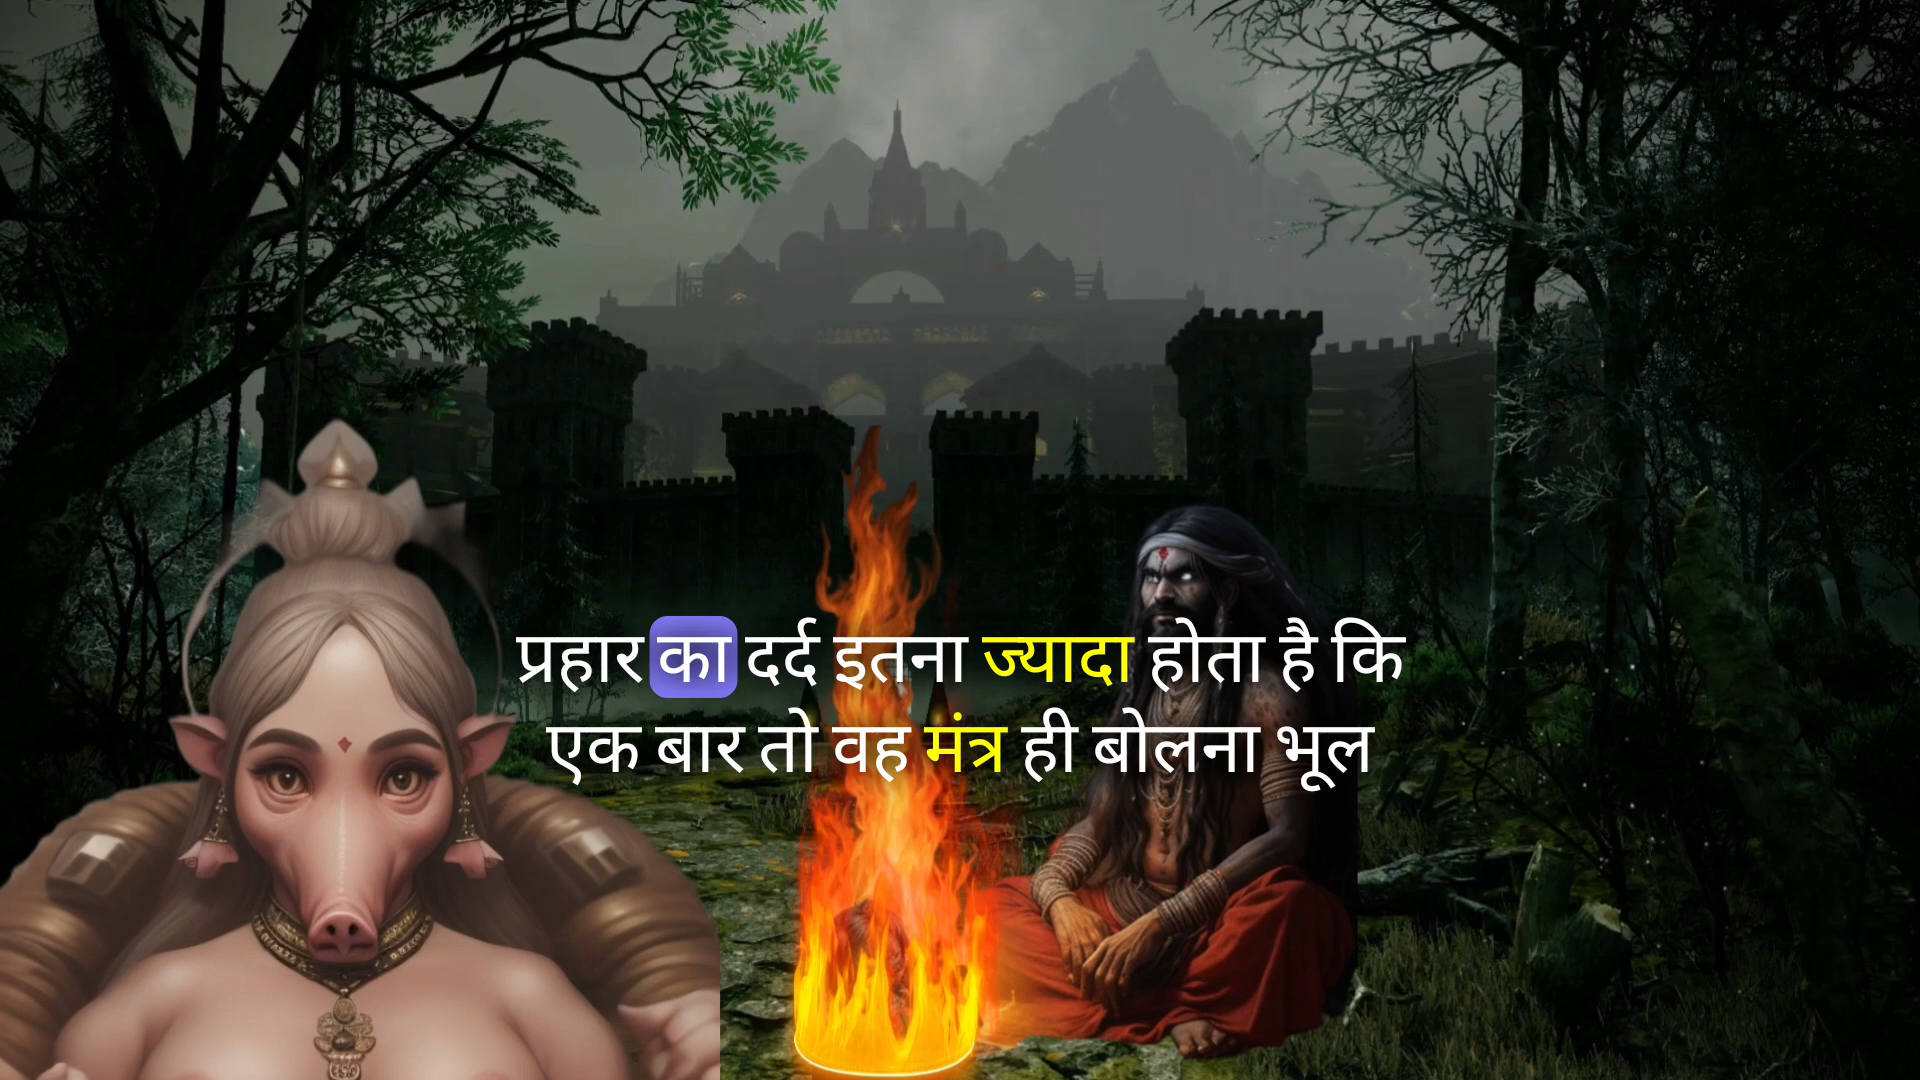 प्रहार का दर्द इतना ज्यादा होता है कि
एक बार तो वह मंत्र ही बोलना भूल